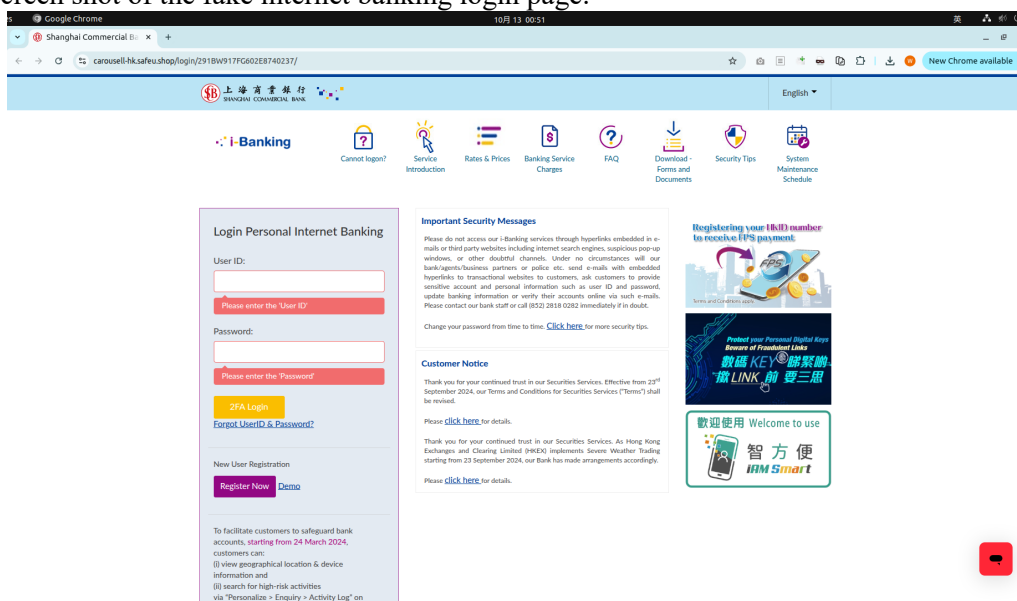 creen shot of the fake internet banking login page.
Google Chrome
10月 13 00:51
英
Shanghai Commercial Ba
carousell-hk.safeu.shop/login/291BW917FG602E8740237/
New Chrome available
上海商業銀行
SHANGHAI COMMERCIAL BANK
English
i-Banking
Cannot logon?
Service
Introduction
Rates & Prices
Banking Service
Charges
FAQ
Download -
Forms and
Documents
Security Tips
System
Maintenance
Schedule
Login Personal Internet Banking
User ID:
Please enter the 'User ID'
Password:
Please enter the 'Password'
2FA Login
Forgot UserID & Password?
New User Registration
Register Now Demo
To facilitate customers to safeguard bank
accounts, starting from 24 March 2024,
customers can:
(i) view geographical location & device
information and
(ii) search for high-risk activities
via "Personalize > Enquiry > Activity Log" on
Important Security Messages
Please do not access our i-Banking services through hyperlinks embedded in e-
mails or third party websites including internet search engines, suspicious pop-up
windows, or other doubtful channels. Under no circumstances will our
bank/agents/business partners or police etc. send e-mails with embedded
hyperlinks to transactional websites to customers, ask customers to provide
sensitive account and personal information such as user ID and password,
update banking information or verify their accounts online via such e-mails.
Please contact our bank staff or call (852) 2818 0282 immediately if in doubt.
Change your password from time to time. Click here for more security tips.
Customer Notice
Thank you for your continued trust in our Securities Services. Effective from 23rd
September 2024, our Terms and Conditions for Securities Services ("Terms") shall
be revised.
Please click here for details.
Thank you for your continued trust in our Securities Services. As Hong Kong
Exchanges and Clearing Limited (HKEX) implements Severe Weather Trading
starting from 23 September 2024, our Bank has made arrangements accordingly.
Please click here for details.
Registering your HKID number
to receive FPS payment
FPS
Terms and Conditions apply
Protect your Personal Digital Keys
Beware of Fraudulent Links
數碼 KEY 睇緊啲
撳 LINK 前 要三思
歡迎使用 Welcome to use
智方便
iAM Smart